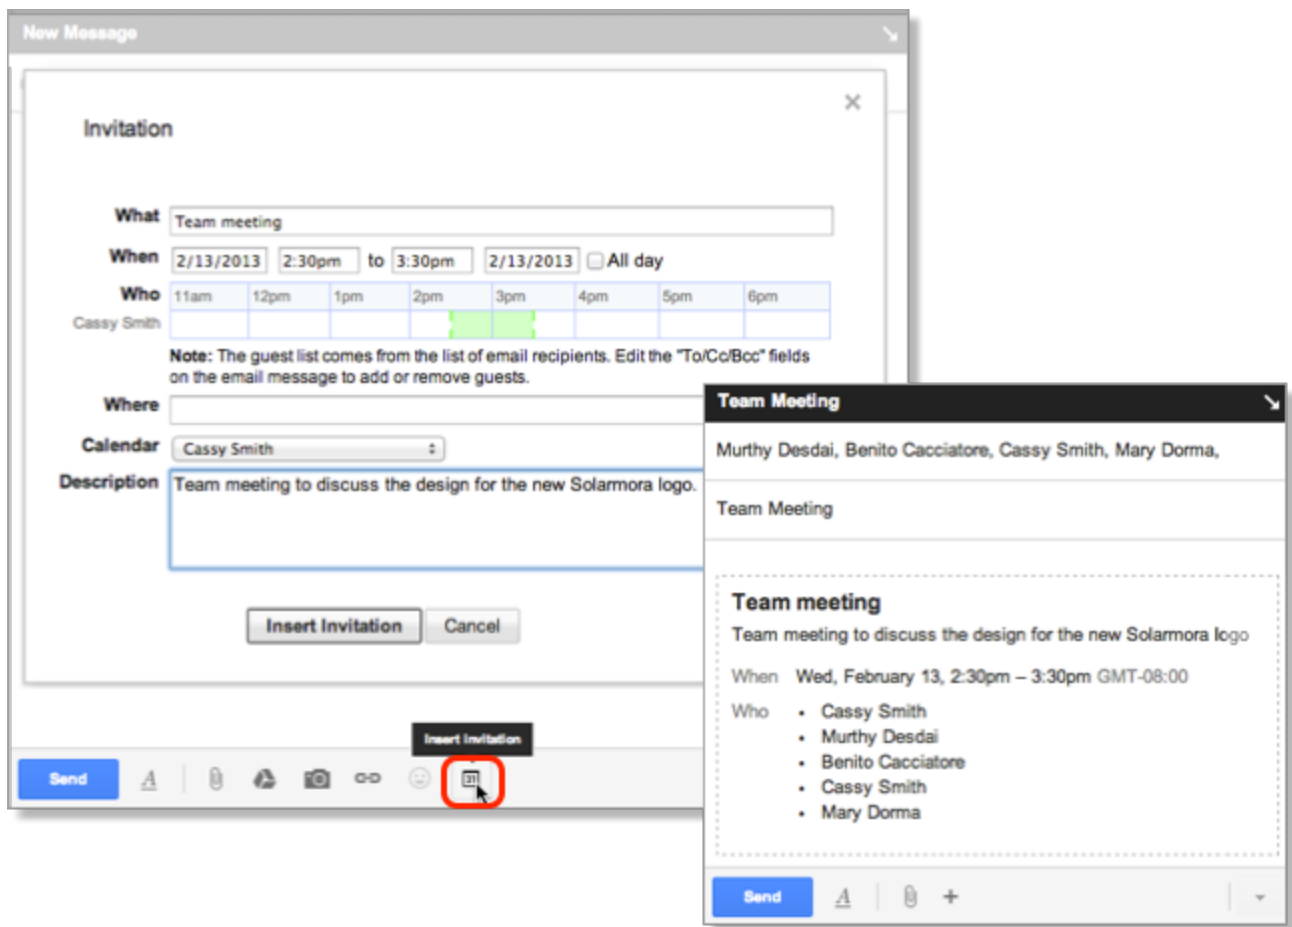 New Message
Invitation
What Team meeting
When 2/13/2013 2:30pm to 3:30pm 2/13/2013 All day
Who 11am 12pm 1pm 2pm 3pm 4pm 5pm 6pm
Cassy Smith
Note: The guest list comes from the list of email recipients. Edit the "To/Cc/Bcc" fields
on the email message to add or remove guests.
Where
Calendar Cassy Smith
Description Team meeting to discuss the design for the new Solarmora logo.
Insert Invitation Cancel
Insert Invitation
Send A 31
Team Meeting
Murthy Desdai, Benito Cacciatore, Cassy Smith, Mary Dorma,
Team Meeting
Team meeting
Team meeting to discuss the design for the new Solarmora logo
When Wed, February 13, 2:30pm – 3:30pm GMT-08:00
Who • Cassy Smith
• Murthy Desdai
• Benito Cacciatore
• Cassy Smith
• Mary Dorma
Send A